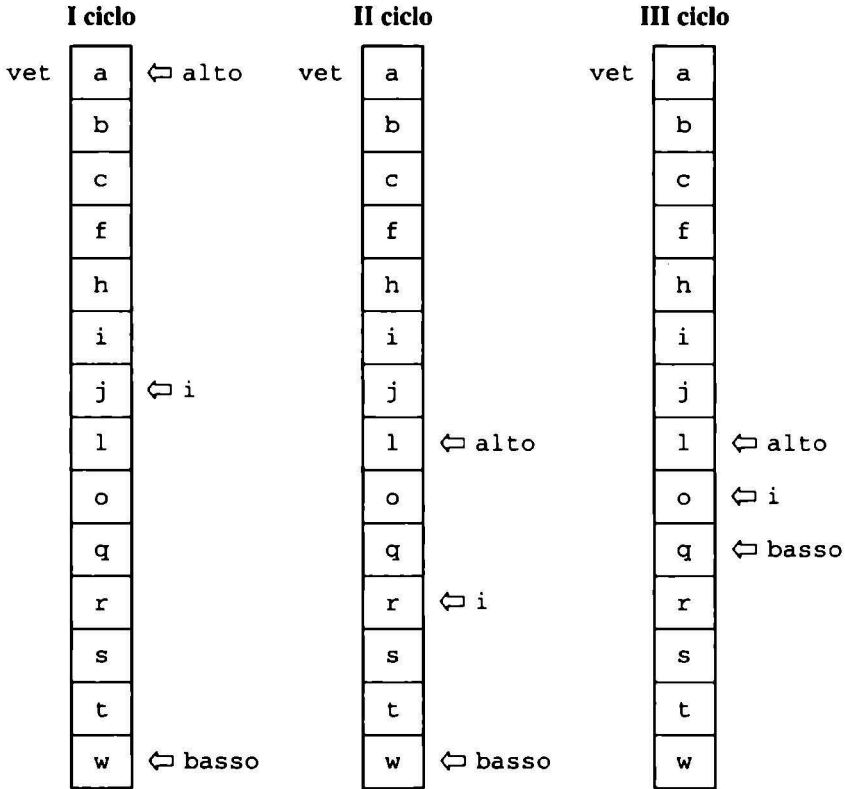 I ciclo II ciclo III ciclo
vet a ⇦ alto vet a vet a
b b b
c c c
f f f
h h h
i i i
j ⇦ i j j
l l ⇦ alto l ⇦ alto
o o o ⇦ i
q q q ⇦ basso
r r ⇦ i r
s s s
t t t
w ⇦ basso w ⇦ basso w